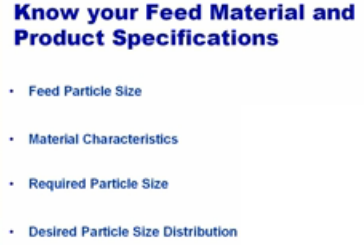 Know your Feed Material and
Product Specifications
• Feed Particle Size
• Material Characteristics
• Required Particle Size
• Desired Particle Size Distribution